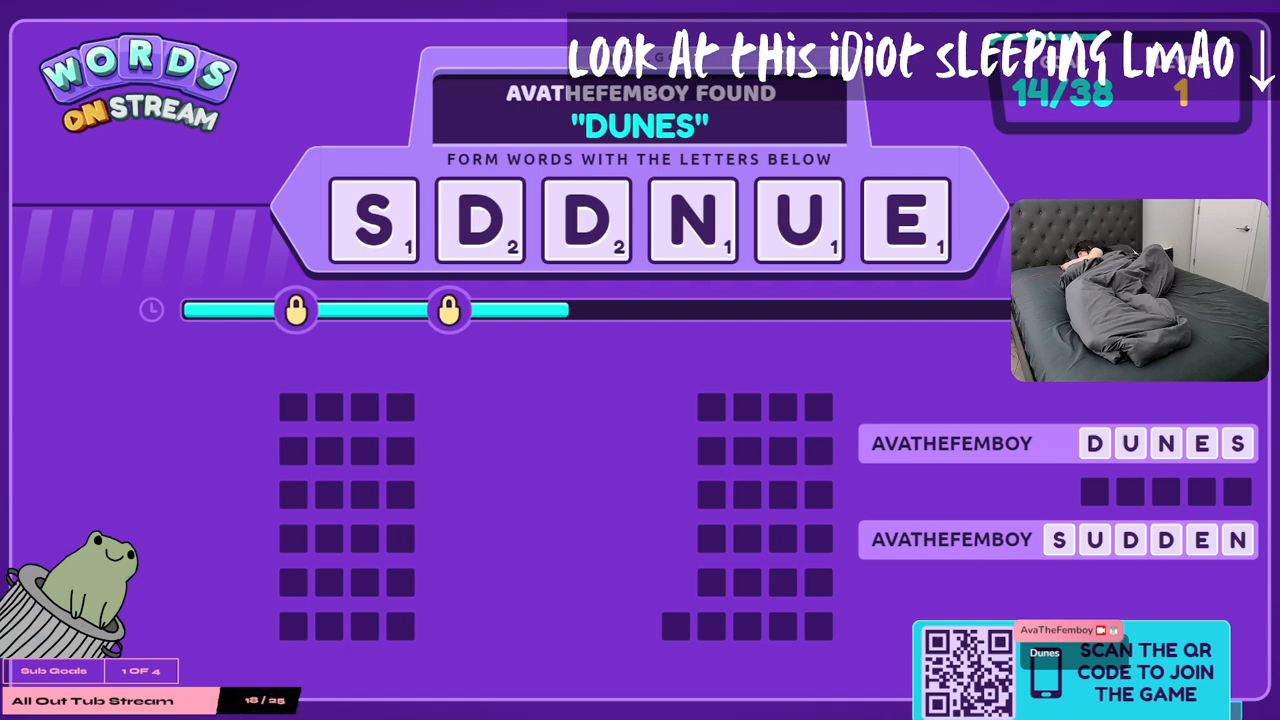 LOOK At tHis iDiot sLEEPiNG LmAO ↓
WORDS
ON STREAM
AVATHEFEMBOY FOUND
"DUNES"
14/38
1
FORM WORDS WITH THE LETTERS BELOW
S 1 D 2 D 2 N 1 U 1 E 1
AVATHEFEMBOY D U N E S
AVATHEFEMBOY S U D D E N
Sub Goals 1 OF 4
All Out Tub Stream 18 / 25
AvaTheFemboy
Dunes
SCAN THE QR
CODE TO JOIN
THE GAME